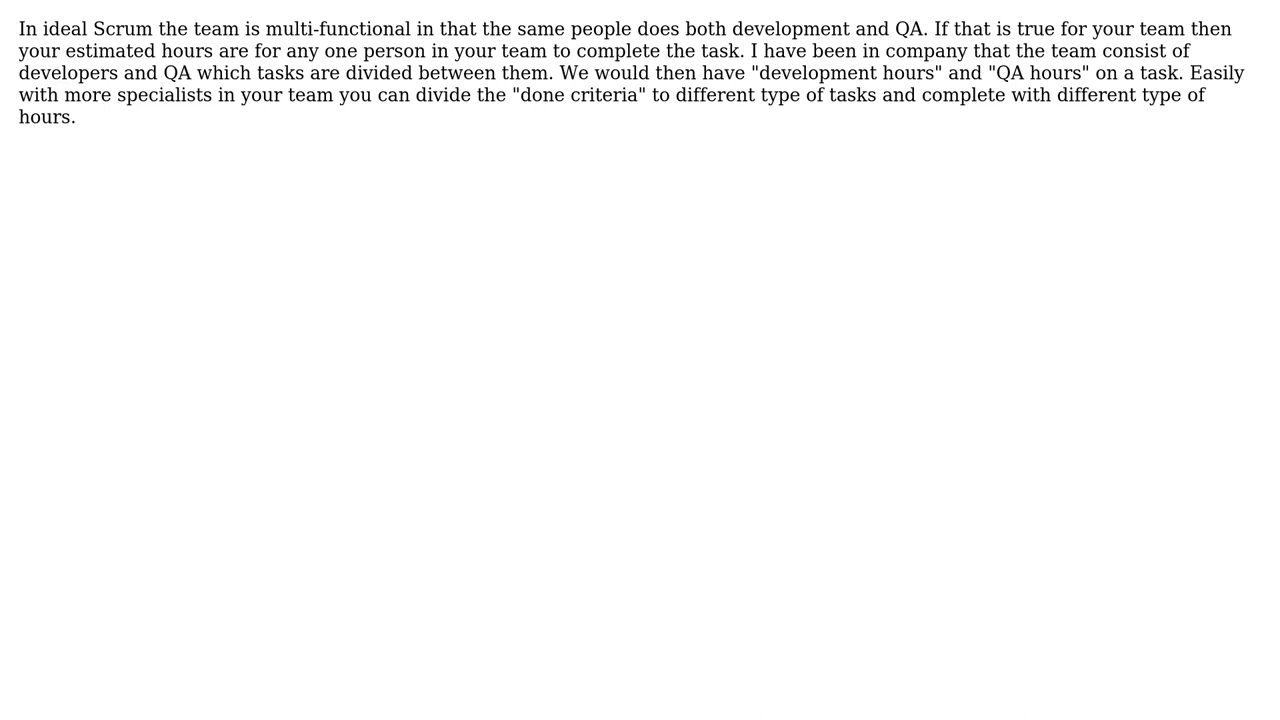 In ideal Scrum the team is multi-functional in that the same people does both development and QA. If that is true for your team then
your estimated hours are for any one person in your team to complete the task. I have been in company that the team consist of
developers and QA which tasks are divided between them. We would then have "development hours" and "QA hours" on a task. Easily
with more specialists in your team you can divide the "done criteria" to different type of tasks and complete with different type of
hours.